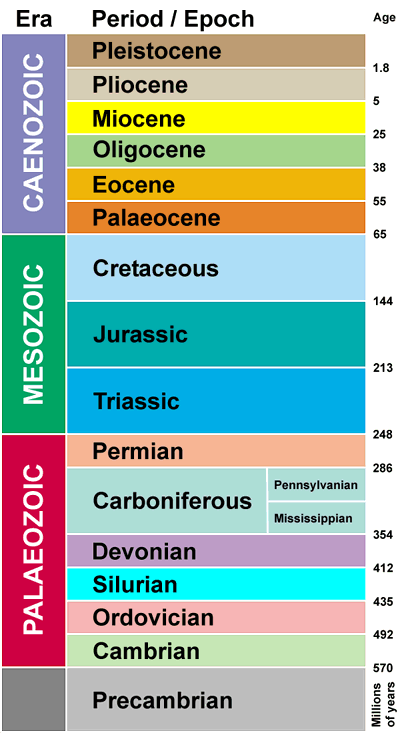 Era Period / Epoch Age
CAENOZOIC
Pleistocene
1.8
Pliocene
5
Miocene
25
Oligocene
38
Eocene
55
Palaeocene
65
MESOZOIC
Cretaceous
144
Jurassic
213
Triassic
248
PALAEOZOIC
Permian
286
Carboniferous
Pennsylvanian
Mississippian
354
Devonian
412
Silurian
435
Ordovician
492
Cambrian
570
Precambrian
Millions
of years